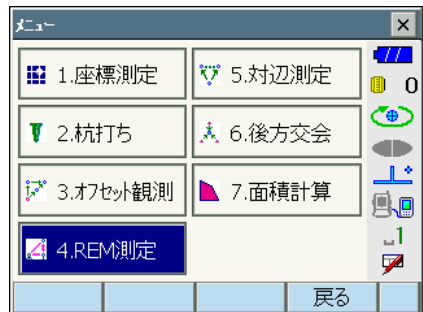 メニュー
1.座標測定
5.対辺測定
2.杭打ち
6.後方交会
3.オフセット観測
7.面積計算
4.REM測定
0
1
戻る